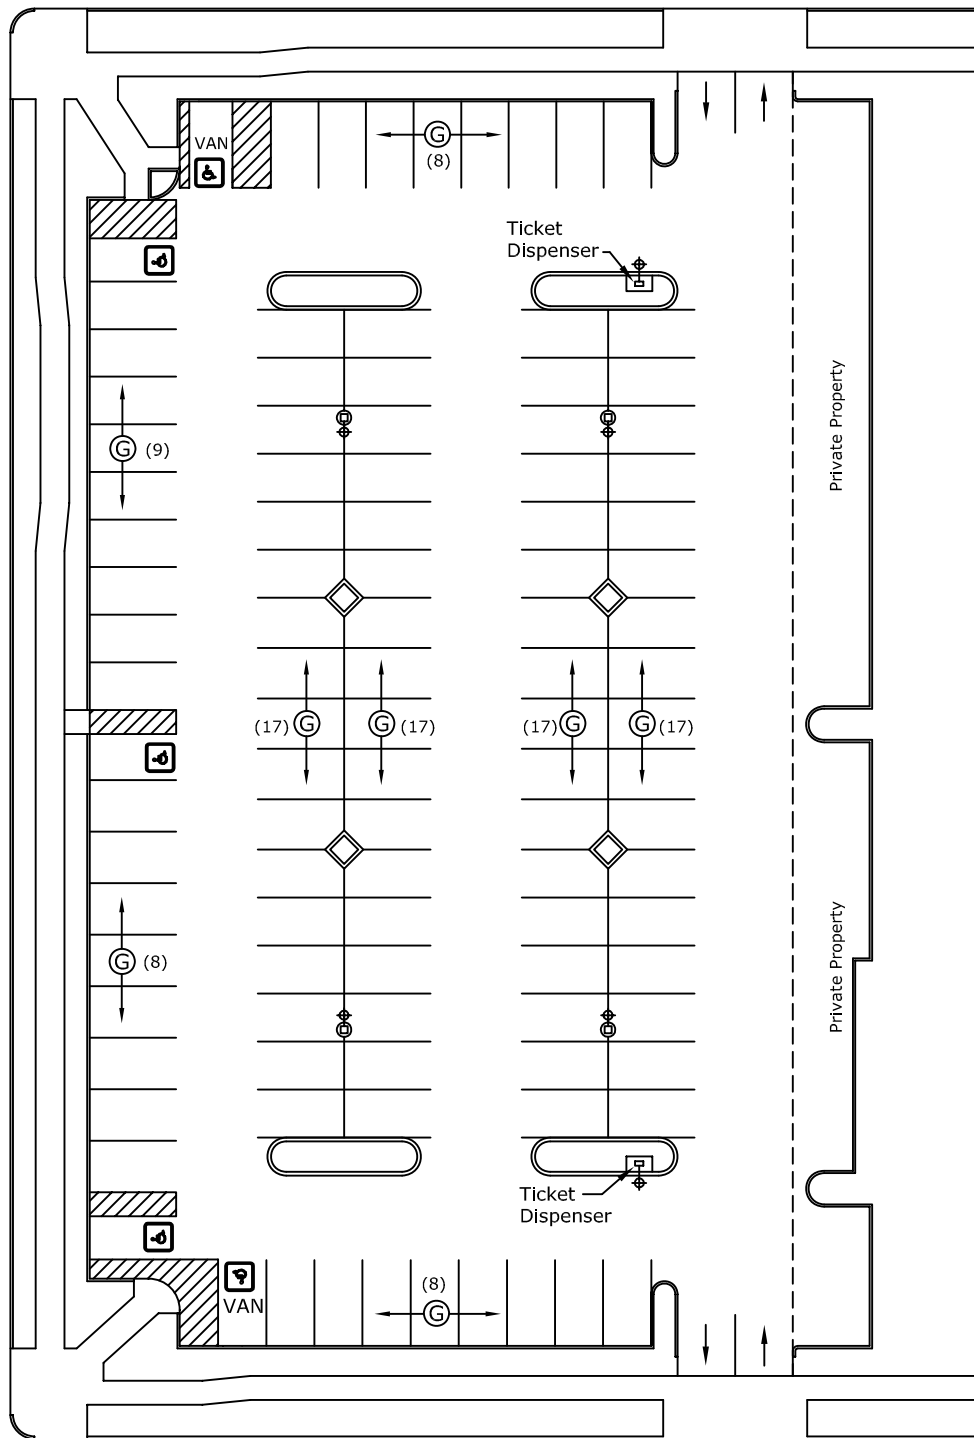 VAN
G
(8)
Ticket
Dispenser
Private Property
G (9)
(17) G
G (17)
(17) G
G (17)
Private Property
G (8)
Ticket
Dispenser
VAN
(8)
G